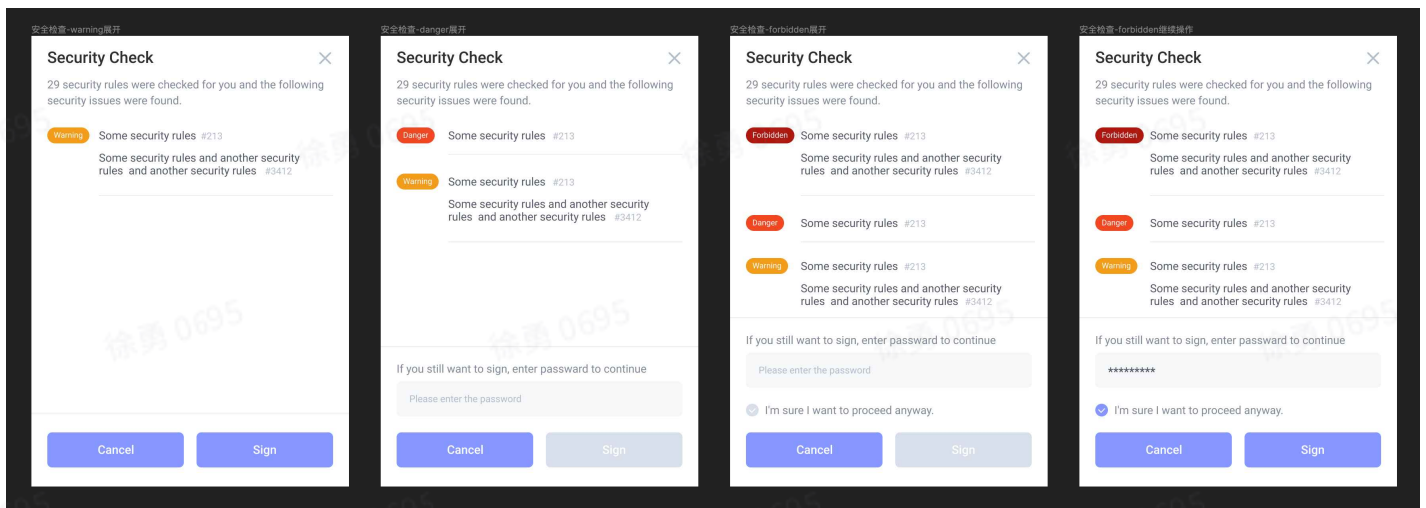 安全检查-warning展开
Security Check
29 security rules were checked for you and the following
security issues were found.
Warning Some security rules #213
Some security rules and another security
rules and another security rules #3412
徐勇 0695
Cancel Sign
安全检查-danger展开
Security Check
29 security rules were checked for you and the following
security issues were found.
Danger Some security rules #213
Warning Some security rules #213
Some security rules and another security
rules and another security rules #3412
徐勇 0695
If you still want to sign, enter passward to continue
Please enter the password
Cancel Sign
安全检查-forbidden展开
Security Check
29 security rules were checked for you and the following
security issues were found.
Forbidden Some security rules #213
Some security rules and another security
rules and another security rules #3412
Danger Some security rules #213
Warning Some security rules #213
Some security rules and another security
rules and another security rules #3412
徐勇 0695
If you still want to sign, enter passward to continue
Please enter the password
I'm sure I want to proceed anyway.
Cancel Sign
安全检查-forbidden继续操作
Security Check
29 security rules were checked for you and the following
security issues were found.
Forbidden Some security rules #213
Some security rules and another security
rules and another security rules #3412
Danger Some security rules #213
Warning Some security rules #213
Some security rules and another security
rules and another security rules #3412
徐勇 0695
If you still want to sign, enter passward to continue
*********
I'm sure I want to proceed anyway.
Cancel Sign